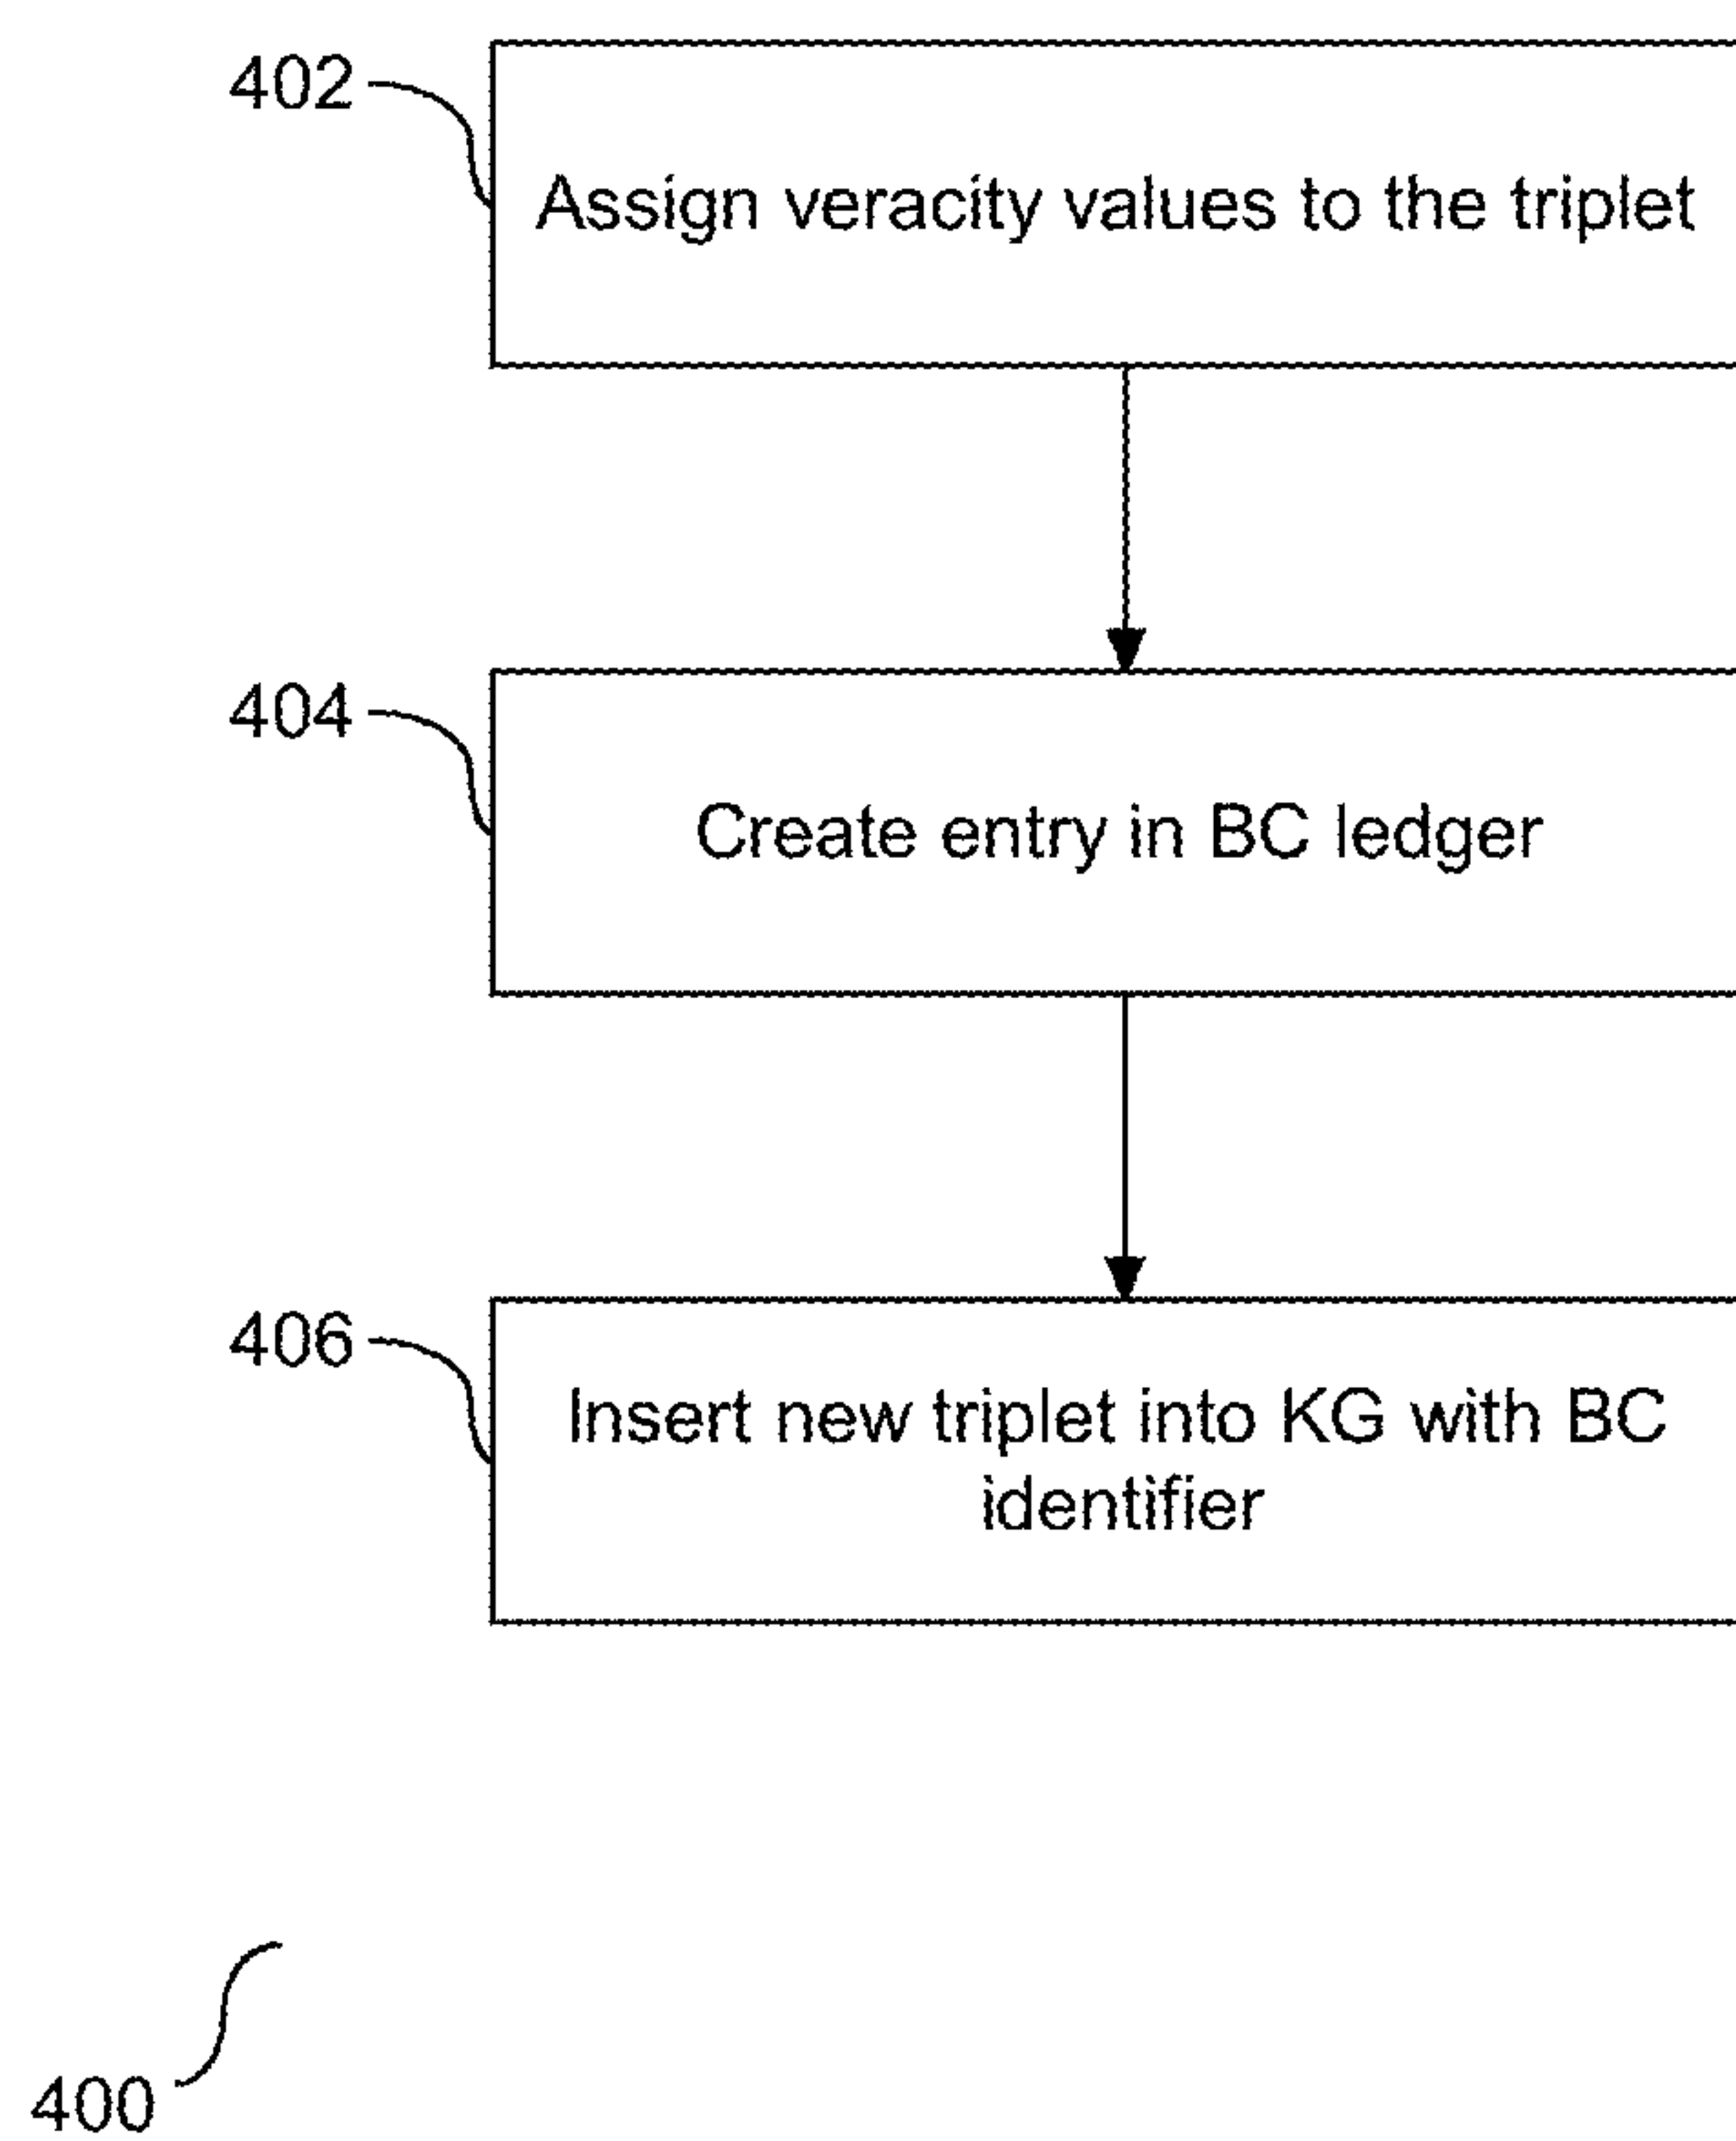 402
Assign veracity values to the triplet
404
Create entry in BC ledger
406
Insert new triplet into KG with BC
identifier
400